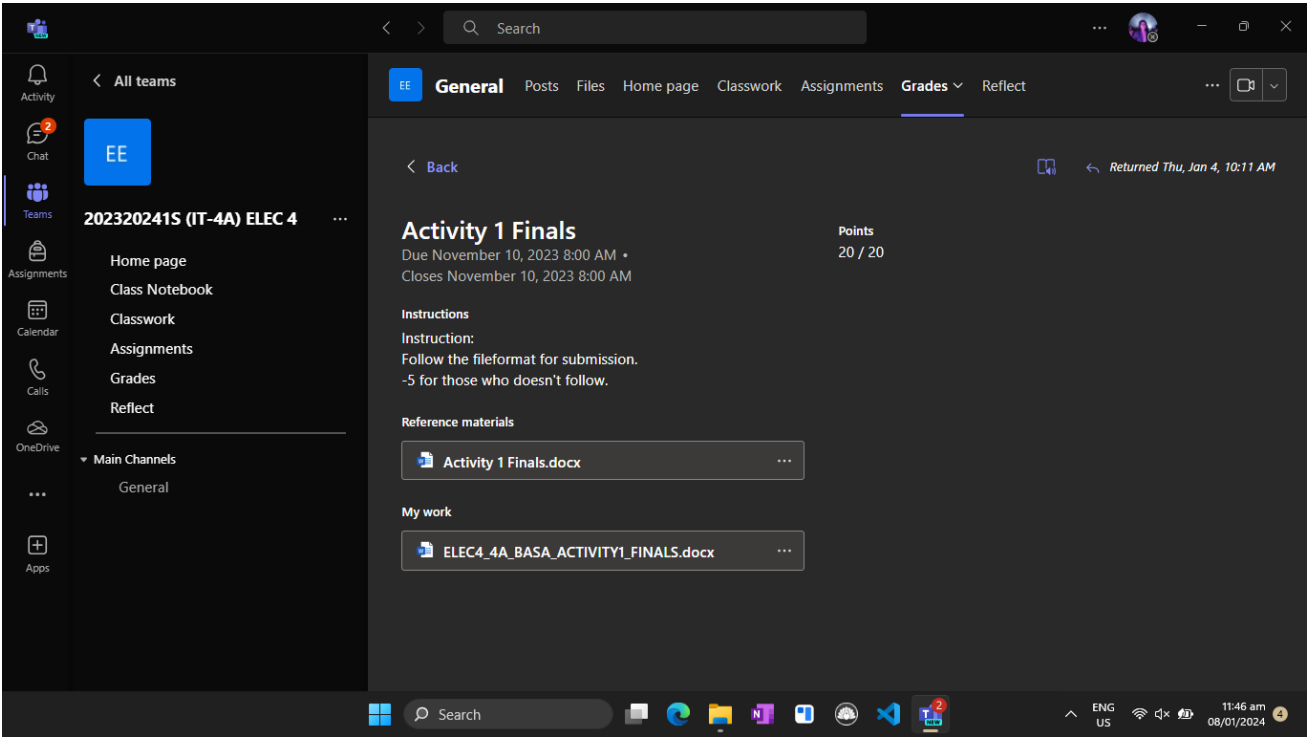 Search
Activity
2
Chat
Teams
Assignments
Calendar
Calls
OneDrive
Apps
All teams
EE
202320241S (IT-4A) ELEC 4
Home page
Class Notebook
Classwork
Assignments
Grades
Reflect
Main Channels
General
EE General Posts Files Home page Classwork Assignments Grades Reflect
Back
Returned Thu, Jan 4, 10:11 AM
Activity 1 Finals
Due November 10, 2023 8:00 AM •
Closes November 10, 2023 8:00 AM
Points
20 / 20
Instructions
Instruction:
Follow the fileformat for submission.
-5 for those who doesn't follow.
Reference materials
Activity 1 Finals.docx
My work
ELEC4_4A_BASA_ACTIVITY1_FINALS.docx
Search
N
T
NEW
2
ENG
US
11:46 am
08/01/2024
4